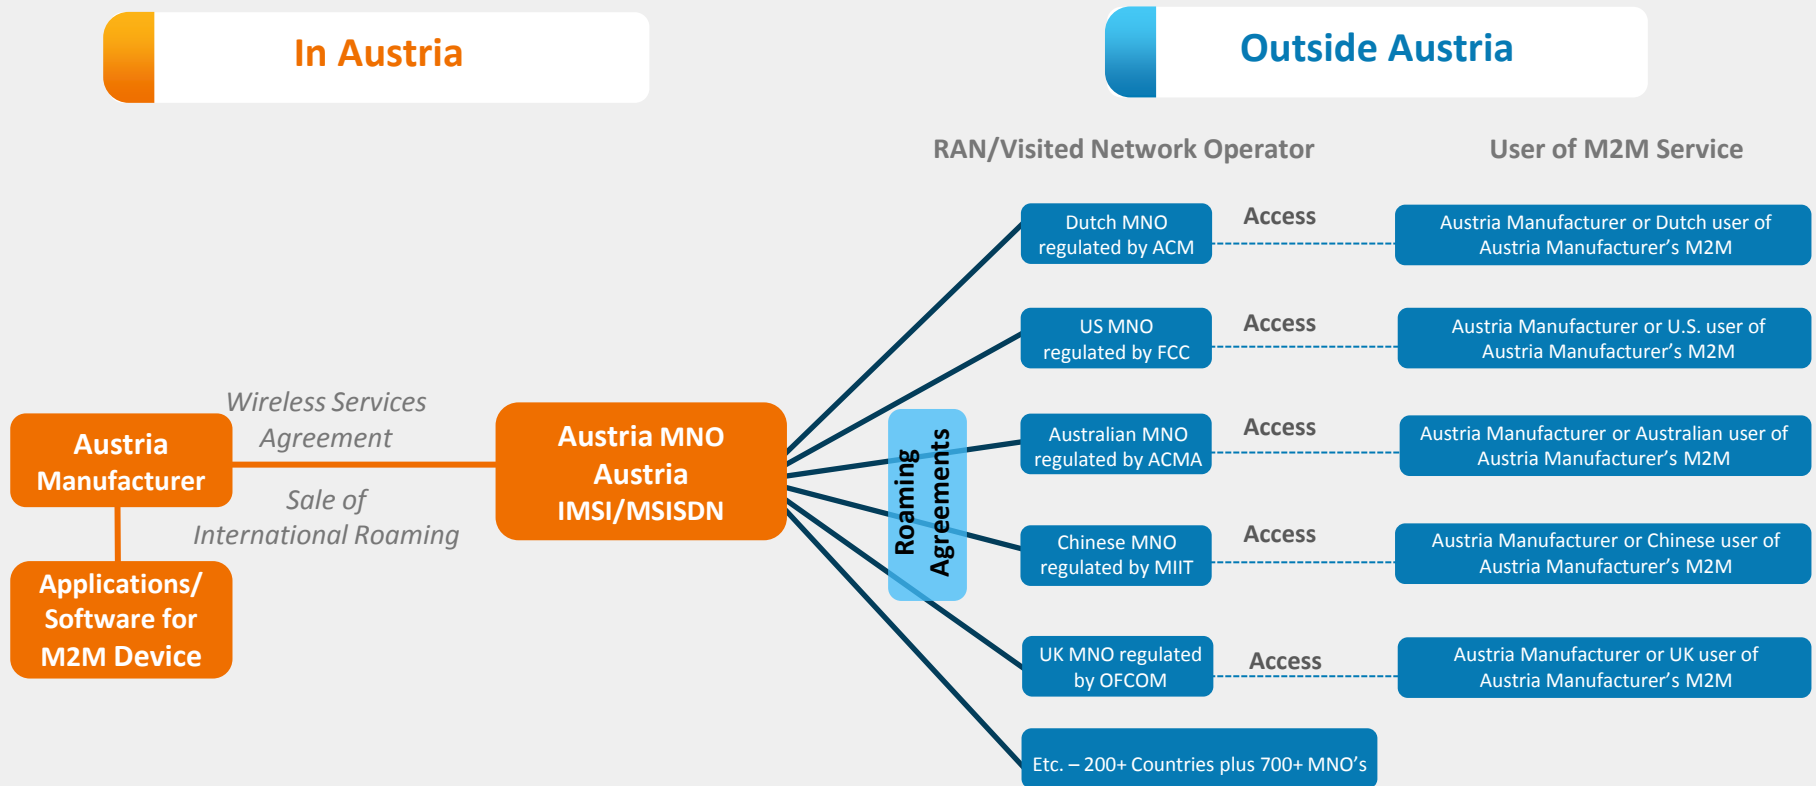 In Austria
Outside Austria
RAN/Visited Network Operator
User of M2M Service
Dutch MNO
regulated by ACM
Access
Austria Manufacturer or Dutch user of
Austria Manufacturer’s M2M
US MNO
regulated by FCC
Access
Austria Manufacturer or U.S. user of
Austria Manufacturer’s M2M
Wireless Services
Agreement
Austria
Manufacturer
Sale of
International Roaming
Applications/
Software for
M2M Device
Austria MNO
Austria
IMSI/MSISDN
Roaming
Agreements
Australian MNO
regulated by ACMA
Access
Austria Manufacturer or Australian user of
Austria Manufacturer’s M2M
Chinese MNO
regulated by MIIT
Access
Austria Manufacturer or Chinese user of
Austria Manufacturer’s M2M
UK MNO regulated
by OFCOM
Access
Austria Manufacturer or UK user of
Austria Manufacturer’s M2M
Etc. – 200+ Countries plus 700+ MNO’s